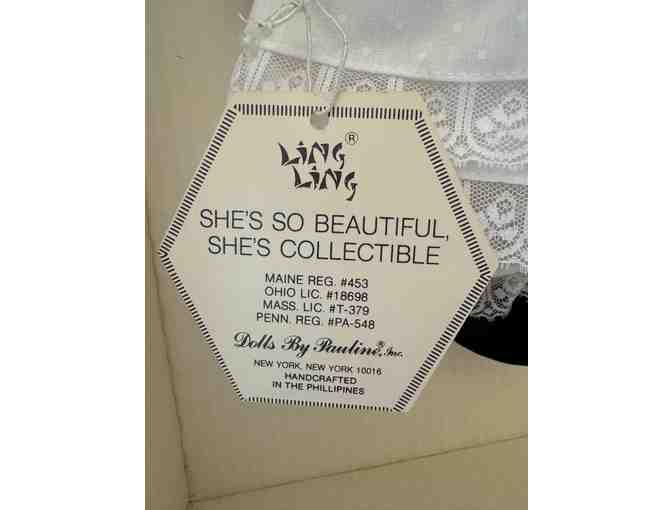 LiNG ®
LiNG
SHE'S SO BEAUTIFUL,
SHE'S COLLECTIBLE
MAINE REG. #453
OHIO LIC. #18698
MASS. LIC. #T-379
PENN. REG. #PA-548
Dolls By Pauline®, Inc.
NEW YORK, NEW YORK 10016
HANDCRAFTED
IN THE PHILLIPINES